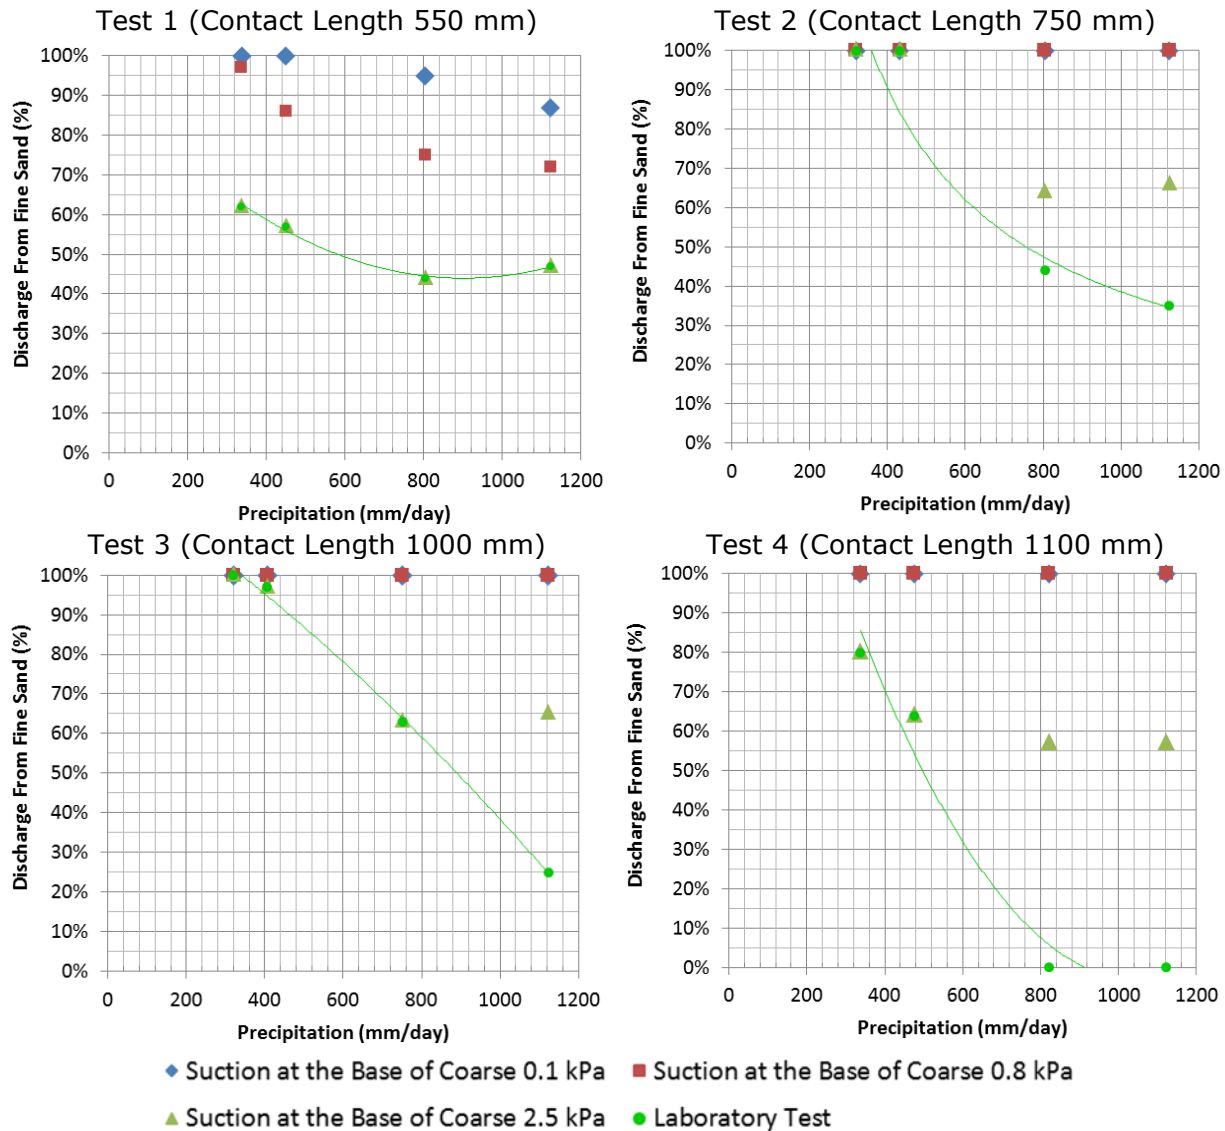 Test 1 (Contact Length 550 mm)
Discharge From Fine Sand (%)
100%
90%
80%
70%
60%
50%
40%
30%
20%
10%
0%
0 200 400 600 800 1000 1200
Precipitation (mm/day)
Test 2 (Contact Length 750 mm)
Discharge From Fine Sand (%)
100%
90%
80%
70%
60%
50%
40%
30%
20%
10%
0%
0 200 400 600 800 1000 1200
Precipitation (mm/day)
Test 3 (Contact Length 1000 mm)
Discharge From Fine Sand (%)
100%
90%
80%
70%
60%
50%
40%
30%
20%
10%
0%
0 200 400 600 800 1000 1200
Precipitation (mm/day)
Test 4 (Contact Length 1100 mm)
Discharge From Fine Sand (%)
100%
90%
80%
70%
60%
50%
40%
30%
20%
10%
0%
0 200 400 600 800 1000 1200
Precipitation (mm/day)
Suction at the Base of Coarse 0.1 kPa
Suction at the Base of Coarse 0.8 kPa
Suction at the Base of Coarse 2.5 kPa
Laboratory Test